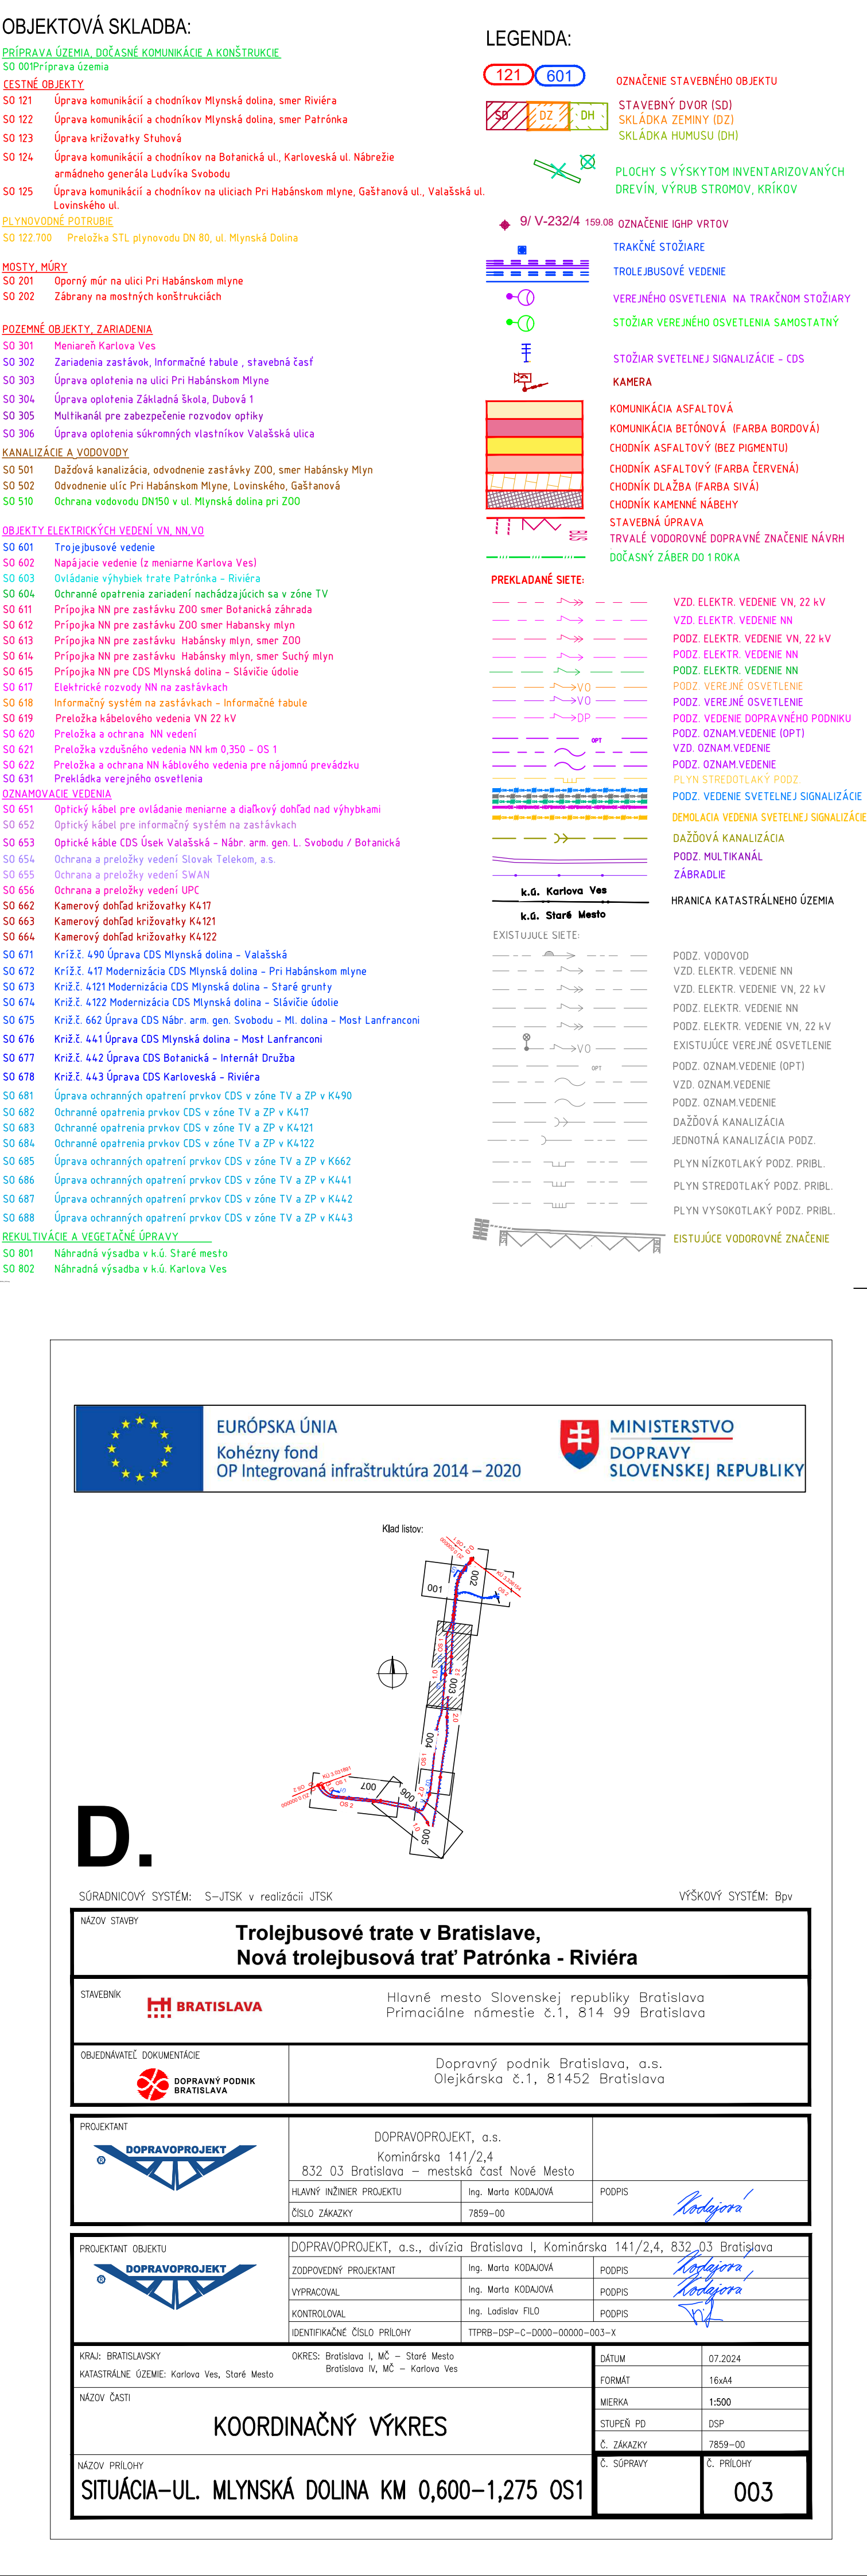 OBJEKTOVÁ SKLADBA:
PRÍPRAVA ÚZEMIA, DOČASNÉ KOMUNIKÁCIE A KONŠTRUKCIE
SO 001Príprava územia
CESTNÉ OBJEKTY
SO 121 Úprava komunikácií a chodníkov Mlynská dolina, smer Riviéra
SO 122 Úprava komunikácií a chodníkov Mlynská dolina, smer Patrónka
SO 123 Úprava križovatky Stuhová
SO 124 Úprava komunikácií a chodníkov na Botanická ul., Karloveská ul. Nábrežie
armádneho generála Ludvíka Svobodu
SO 125 Úprava komunikácií a chodníkov na uliciach Pri Habánskom mlyne, Gaštanová ul., Valašská ul.
Lovinského ul.
PLYNOVODNÉ POTRUBIE
SO 122.700 Preložka STL plynovodu DN 80, ul. Mlynská Dolina
MOSTY, MÚRY
SO 201 Oporný múr na ulici Pri Habánskom mlyne
SO 202 Zábrany na mostných konštrukciách
POZEMNÉ OBJEKTY, ZARIADENIA
SO 301 Meniareň Karlova Ves
SO 302 Zariadenia zastávok, Informačné tabule , stavebná časť
SO 303 Úprava oplotenia na ulici Pri Habánskom Mlyne
SO 304 Úprava oplotenia Základná škola, Dubová 1
SO 305 Multikanál pre zabezpečenie rozvodov optiky
SO 306 Úprava oplotenia súkromných vlastníkov Valašská ulica
KANALIZÁCIE A VODOVODY
SO 501 Dažďová kanalizácia, odvodnenie zastávky ZOO, smer Habánsky Mlyn
SO 502 Odvodnenie ulíc Pri Habánskom Mlyne, Lovinského, Gaštanová
SO 510 Ochrana vodovodu DN150 v ul. Mlynská dolina pri ZOO
OBJEKTY ELEKTRICKÝCH VEDENÍ VN, NN,VO
SO 601 Trojejbusové vedenie
SO 602 Napájacie vedenie (z meniarne Karlova Ves)
SO 603 Ovládanie výhybiek trate Patrónka - Riviéra
SO 604 Ochranné opatrenia zariadení nachádzajúcich sa v zóne TV
SO 611 Prípojka NN pre zastávku ZOO smer Botanická záhrada
SO 612 Prípojka NN pre zastávku ZOO smer Habansky mlyn
SO 613 Prípojka NN pre zastávku Habánsky mlyn, smer ZOO
SO 614 Prípojka NN pre zastávku Habánsky mlyn, smer Suchý mlyn
SO 615 Prípojka NN pre CDS Mlynská dolina - Slávičie údolie
SO 617 Elektrické rozvody NN na zastávkach
SO 618 Informačný systém na zastávkach - Informačné tabule
SO 619 Preložka kábelového vedenia VN 22 kV
SO 620 Preložka a ochrana NN vedení
SO 621 Preložka vzdušného vedenia NN km 0,350 - OS 1
SO 622 Preložka a ochrana NN káblového vedenia pre nájomnú prevádzku
SO 631 Prekládka verejného osvetlenia
OZNAMOVACIE VEDENIA
SO 651 Optický kábel pre ovládanie meniarne a diaľkový dohľad nad výhybkami
SO 652 Optický kábel pre informačný systém na zastávkach
SO 653 Optické káble CDS Úsek Valašská - Nábr. arm. gen. L. Svobodu / Botanická
SO 654 Ochrana a preložky vedení Slovak Telekom, a.s.
SO 655 Ochrana a preložky vedení SWAN
SO 656 Ochrana a preložky vedení UPC
SO 662 Kamerový dohľad križovatky K417
SO 663 Kamerový dohľad križovatky K4121
SO 664 Kamerový dohľad križovatky K4122
SO 671 Kríž.č. 490 Úprava CDS Mlynská dolina - Valašská
SO 672 Kríž.č. 417 Modernizácia CDS Mlynská dolina - Pri Habánskom mlyne
SO 673 Križ.č. 4121 Modernizácia CDS Mlynská dolina - Staré grunty
SO 674 Križ.č. 4122 Modernizácia CDS Mlynská dolina - Slávičie údolie
SO 675 Križ.č. 662 Úprava CDS Nábr. arm. gen. Svobodu - Ml. dolina - Most Lanfranconi
SO 676 Križ.č. 441 Úprava CDS Mlynská dolina - Most Lanfranconi
SO 677 Križ.č. 442 Úprava CDS Botanická - Internát Družba
SO 678 Križ.č. 443 Úprava CDS Karloveská - Riviéra
SO 681 Úprava ochranných opatrení prvkov CDS v zóne TV a ZP v K490
SO 682 Ochranné opatrenia prvkov CDS v zóne TV a ZP v K417
SO 683 Ochranné opatrenia prvkov CDS v zóne TV a ZP v K4121
SO 684 Ochranné opatrenia prvkov CDS v zóne TV a ZP v K4122
SO 685 Úprava ochranných opatrení prvkov CDS v zóne TV a ZP v K662
SO 686 Úprava ochranných opatrení prvkov CDS v zóne TV a ZP v K441
SO 687 Úprava ochranných opatrení prvkov CDS v zóne TV a ZP v K442
SO 688 Úprava ochranných opatrení prvkov CDS v zóne TV a ZP v K443
REKULTIVÁCIE A VEGETAČNÉ ÚPRAVY
SO 801 Náhradná výsadba v k.ú. Staré mesto
SO 802 Náhradná výsadba v k.ú. Karlova Ves
LEGENDA:
121 601 OZNAČENIE STAVEBNÉHO OBJEKTU
SD DZ DH
STAVEBNÝ DVOR (SD)
SKLÁDKA ZEMINY (DZ)
SKLÁDKA HUMUSU (DH)
PLOCHY S VÝSKYTOM INVENTARIZOVANÝCH
DREVÍN, VÝRUB STROMOV, KRÍKOV
9/ V-232/4 159.08 OZNAČENIE IGHP VRTOV
TRAKČNÉ STOŽIARE
TROLEJBUSOVÉ VEDENIE
VEREJNÉHO OSVETLENIA NA TRAKČNOM STOŽIARY
STOŽIAR VEREJNÉHO OSVETLENIA SAMOSTATNÝ
STOŽIAR SVETELNEJ SIGNALIZÁCIE - CDS
KAMERA
KOMUNIKÁCIA ASFALTOVÁ
KOMUNIKÁCIA BETÓNOVÁ (FARBA BORDOVÁ)
CHODNÍK ASFALTOVÝ (BEZ PIGMENTU)
CHODNÍK ASFALTOVÝ (FARBA ČERVENÁ)
CHODNÍK DLAŽBA (FARBA SIVÁ)
CHODNÍK KAMENNÉ NÁBEHY
STAVEBNÁ ÚPRAVA
TRVALÉ VODOROVNÉ DOPRAVNÉ ZNAČENIE NÁVRH
DOČASNÝ ZÁBER DO 1 ROKA
PREKLADANÉ SIETE:
VZD. ELEKTR. VEDENIE VN, 22 kV
VZD. ELEKTR. VEDENIE NN
PODZ. ELEKTR. VEDENIE VN, 22 kV
PODZ. ELEKTR. VEDENIE NN
PODZ. ELEKTR. VEDENIE NN
VO PODZ. VEREJNÉ OSVETLENIE
VO PODZ. VEREJNÉ OSVETLENIE
DP PODZ. VEDENIE DOPRAVNÉHO PODNIKU
OPT PODZ. OZNAM.VEDENIE (OPT)
VZD. OZNAM.VEDENIE
PODZ. OZNAM.VEDENIE
PLYN STREDOTLAKÝ PODZ
PODZ. VEDENIE SVETELNEJ SIGNALIZÁCIE
DEMOLACIA VEDENIA SVETELNEJ SIGNALIZÁCIE
DAŽĎOVÁ KANALIZÁCIA
PODZ. MULTIKANÁL
ZÁBRADLIE
k.ú. Karlova Ves
HRANICA KATASTRÁLNEHO ÚZEMIA
k.ú. Staré Mesto
EXISTUJÚCE SIETE:
PODZ. VODOVOD
VZD. ELEKTR. VEDENIE NN
VZD. ELEKTR. VEDENIE VN, 22 kV
PODZ. ELEKTR. VEDENIE NN
PODZ. ELEKTR. VEDENIE VN, 22 kV
VO EXISTUJÚCE VEREJNÉ OSVETLENIE
OPT PODZ. OZNAM.VEDENIE (OPT)
VZD. OZNAM.VEDENIE
PODZ. OZNAM.VEDENIE
DAŽĎOVÁ KANALIZÁCIA
JEDNOTNÁ KANALIZÁCIA PODZ.
PLYN NÍZKOTLAKÝ PODZ. PRIBL.
PLYN STREDOTLAKÝ PODZ. PRIBL.
PLYN VYSOKOTLAKÝ PODZ. PRIBL.
EISTUJÚCE VODOROVNÉ ZNAČENIE
EURÓPSKA ÚNIA
Kohézny fond
OP Integrovaná infraštruktúra 2014 – 2020
MINISTERSTVO
DOPRAVY
SLOVENSKEJ REPUBLIKY
Klad listov:
001
002
003
004
005
006
007
OS 1
OS 2
D.
SÚRADNICOVÝ SYSTÉM: S-JTSK v realizácii JTSK
VÝŠKOVÝ SYSTÉM: Bpv
NÁZOV STAVBY
Trolejbusové trate v Bratislave,
Nová trolejbusová trať Patrónka - Riviéra
STAVEBNÍK
BRATISLAVA
Hlavné mesto Slovenskej republiky Bratislava
Primaciálne námestie č.1, 814 99 Bratislava
OBJEDNÁVATEĽ DOKUMENTÁCIE
DOPRAVNÝ PODNIK
BRATISLAVA
Dopravný podnik Bratislava, a.s.
Olejkárska č.1, 81452 Bratislava
PROJEKTANT
DOPRAVOPROJEKT
DOPRAVOPROJEKT, a.s.
Kominárska 141/2,4
832 03 Bratislava - mestská časť Nové Mesto
HLAVNÝ INŽINIER PROJEKTU Ing. Marta KODAJOVÁ PODPIS Kodajová
ČÍSLO ZÁKAZKY 7859-00
PROJEKTANT OBJEKTU
DOPRAVOPROJEKT
DOPRAVOPROJEKT, a.s., divízia Bratislava I, Kominárska 141/2,4, 832 03 Bratislava
ZODPOVEDNÝ PROJEKTANT Ing. Marta KODAJOVÁ PODPIS Kodajová
VYPRACOVAL Ing. Marta KODAJOVÁ PODPIS Kodajová
KONTROLOVAL Ing. Ladislav FILO PODPIS
IDENTIFIKAČNÉ ČÍSLO PRÍLOHY TTPRB-DSP-C-D000-00000-003-X
KRAJ: BRATISLAVSKY
OKRES: Bratislava I, MČ - Staré Mesto
Bratislava IV, MČ - Karlova Ves
KATASTRÁLNE ÚZEMIE: Karlova Ves, Staré Mesto
DÁTUM 07.2024
FORMÁT 16xA4
MIERKA 1:500
STUPEŇ PD DSP
Č. ZÁKAZKY 7859-00
NÁZOV ČASTI
KOORDINAČNÝ VÝKRES
NÁZOV PRÍLOHY
SITUÁCIA-UL. MLYNSKÁ DOLINA KM 0,600-1,275 OS1
Č. SÚPRAVY
Č. PRÍLOHY
003